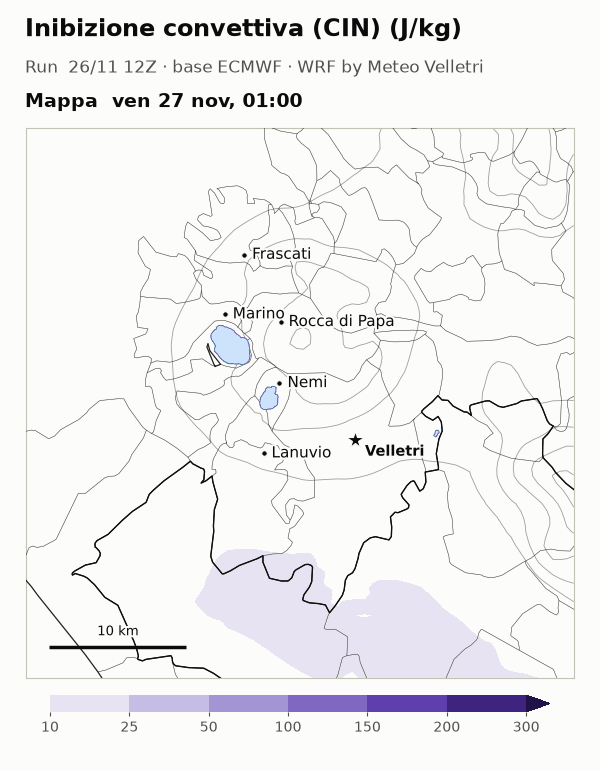 Inibizione convettiva (CIN) (J/kg)
Run  26/11 12Z · base ECMWF · WRF by Meteo Velletri
Mappa  ven 27 nov, 01:00
Frascati
Marino
Rocca di Papa
Nemi
Velletri
Lanuvio
10 km
10 25 50 100 150 200 300